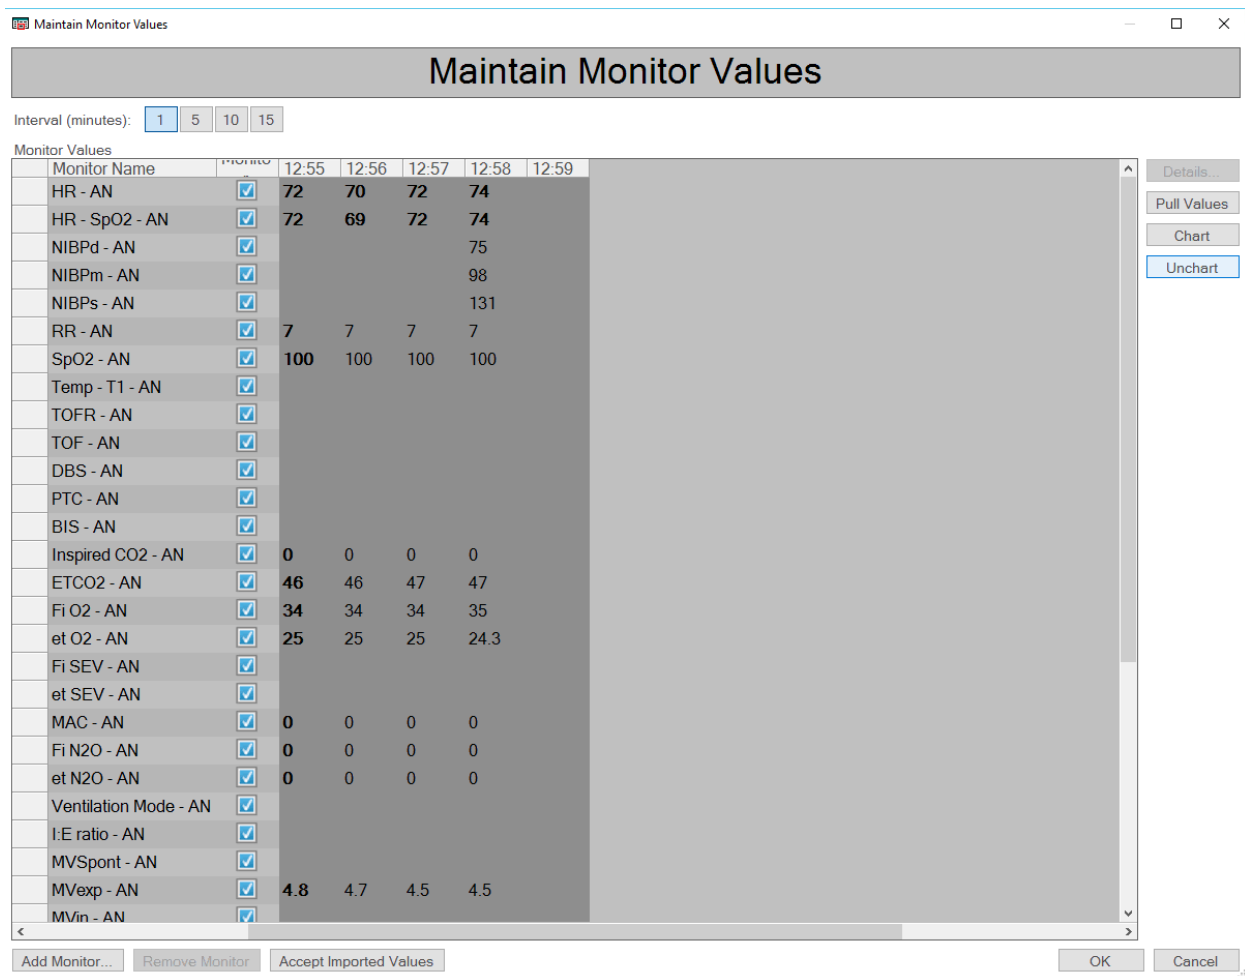 Maintain Monitor Values
Maintain Monitor Values
Interval (minutes): 1 5 10 15
Monitor Values
Monitor Name 12:55 12:56 12:57 12:58 12:59
Details...
HR - AN 72 70 72 74
Pull Values
HR - SpO2 - AN 72 69 72 74
Chart
NIBPd - AN 75
Unchart
NIBPm - AN 98
NIBPs - AN 131
RR - AN 7 7 7 7
SpO2 - AN 100 100 100 100
Temp - T1 - AN
TOFR - AN
TOF - AN
DBS - AN
PTC - AN
BIS - AN
Inspired CO2 - AN 0 0 0 0
ETCO2 - AN 46 46 47 47
Fi O2 - AN 34 34 34 35
et O2 - AN 25 25 25 24.3
Fi SEV - AN
et SEV - AN
MAC - AN 0 0 0 0
Fi N2O - AN 0 0 0 0
et N2O - AN 0 0 0 0
Ventilation Mode - AN
I:E ratio - AN
MVSpont - AN
MVexp - AN 4.8 4.7 4.5 4.5
MVin - AN
Add Monitor... Remove Monitor Accept Imported Values OK Cancel